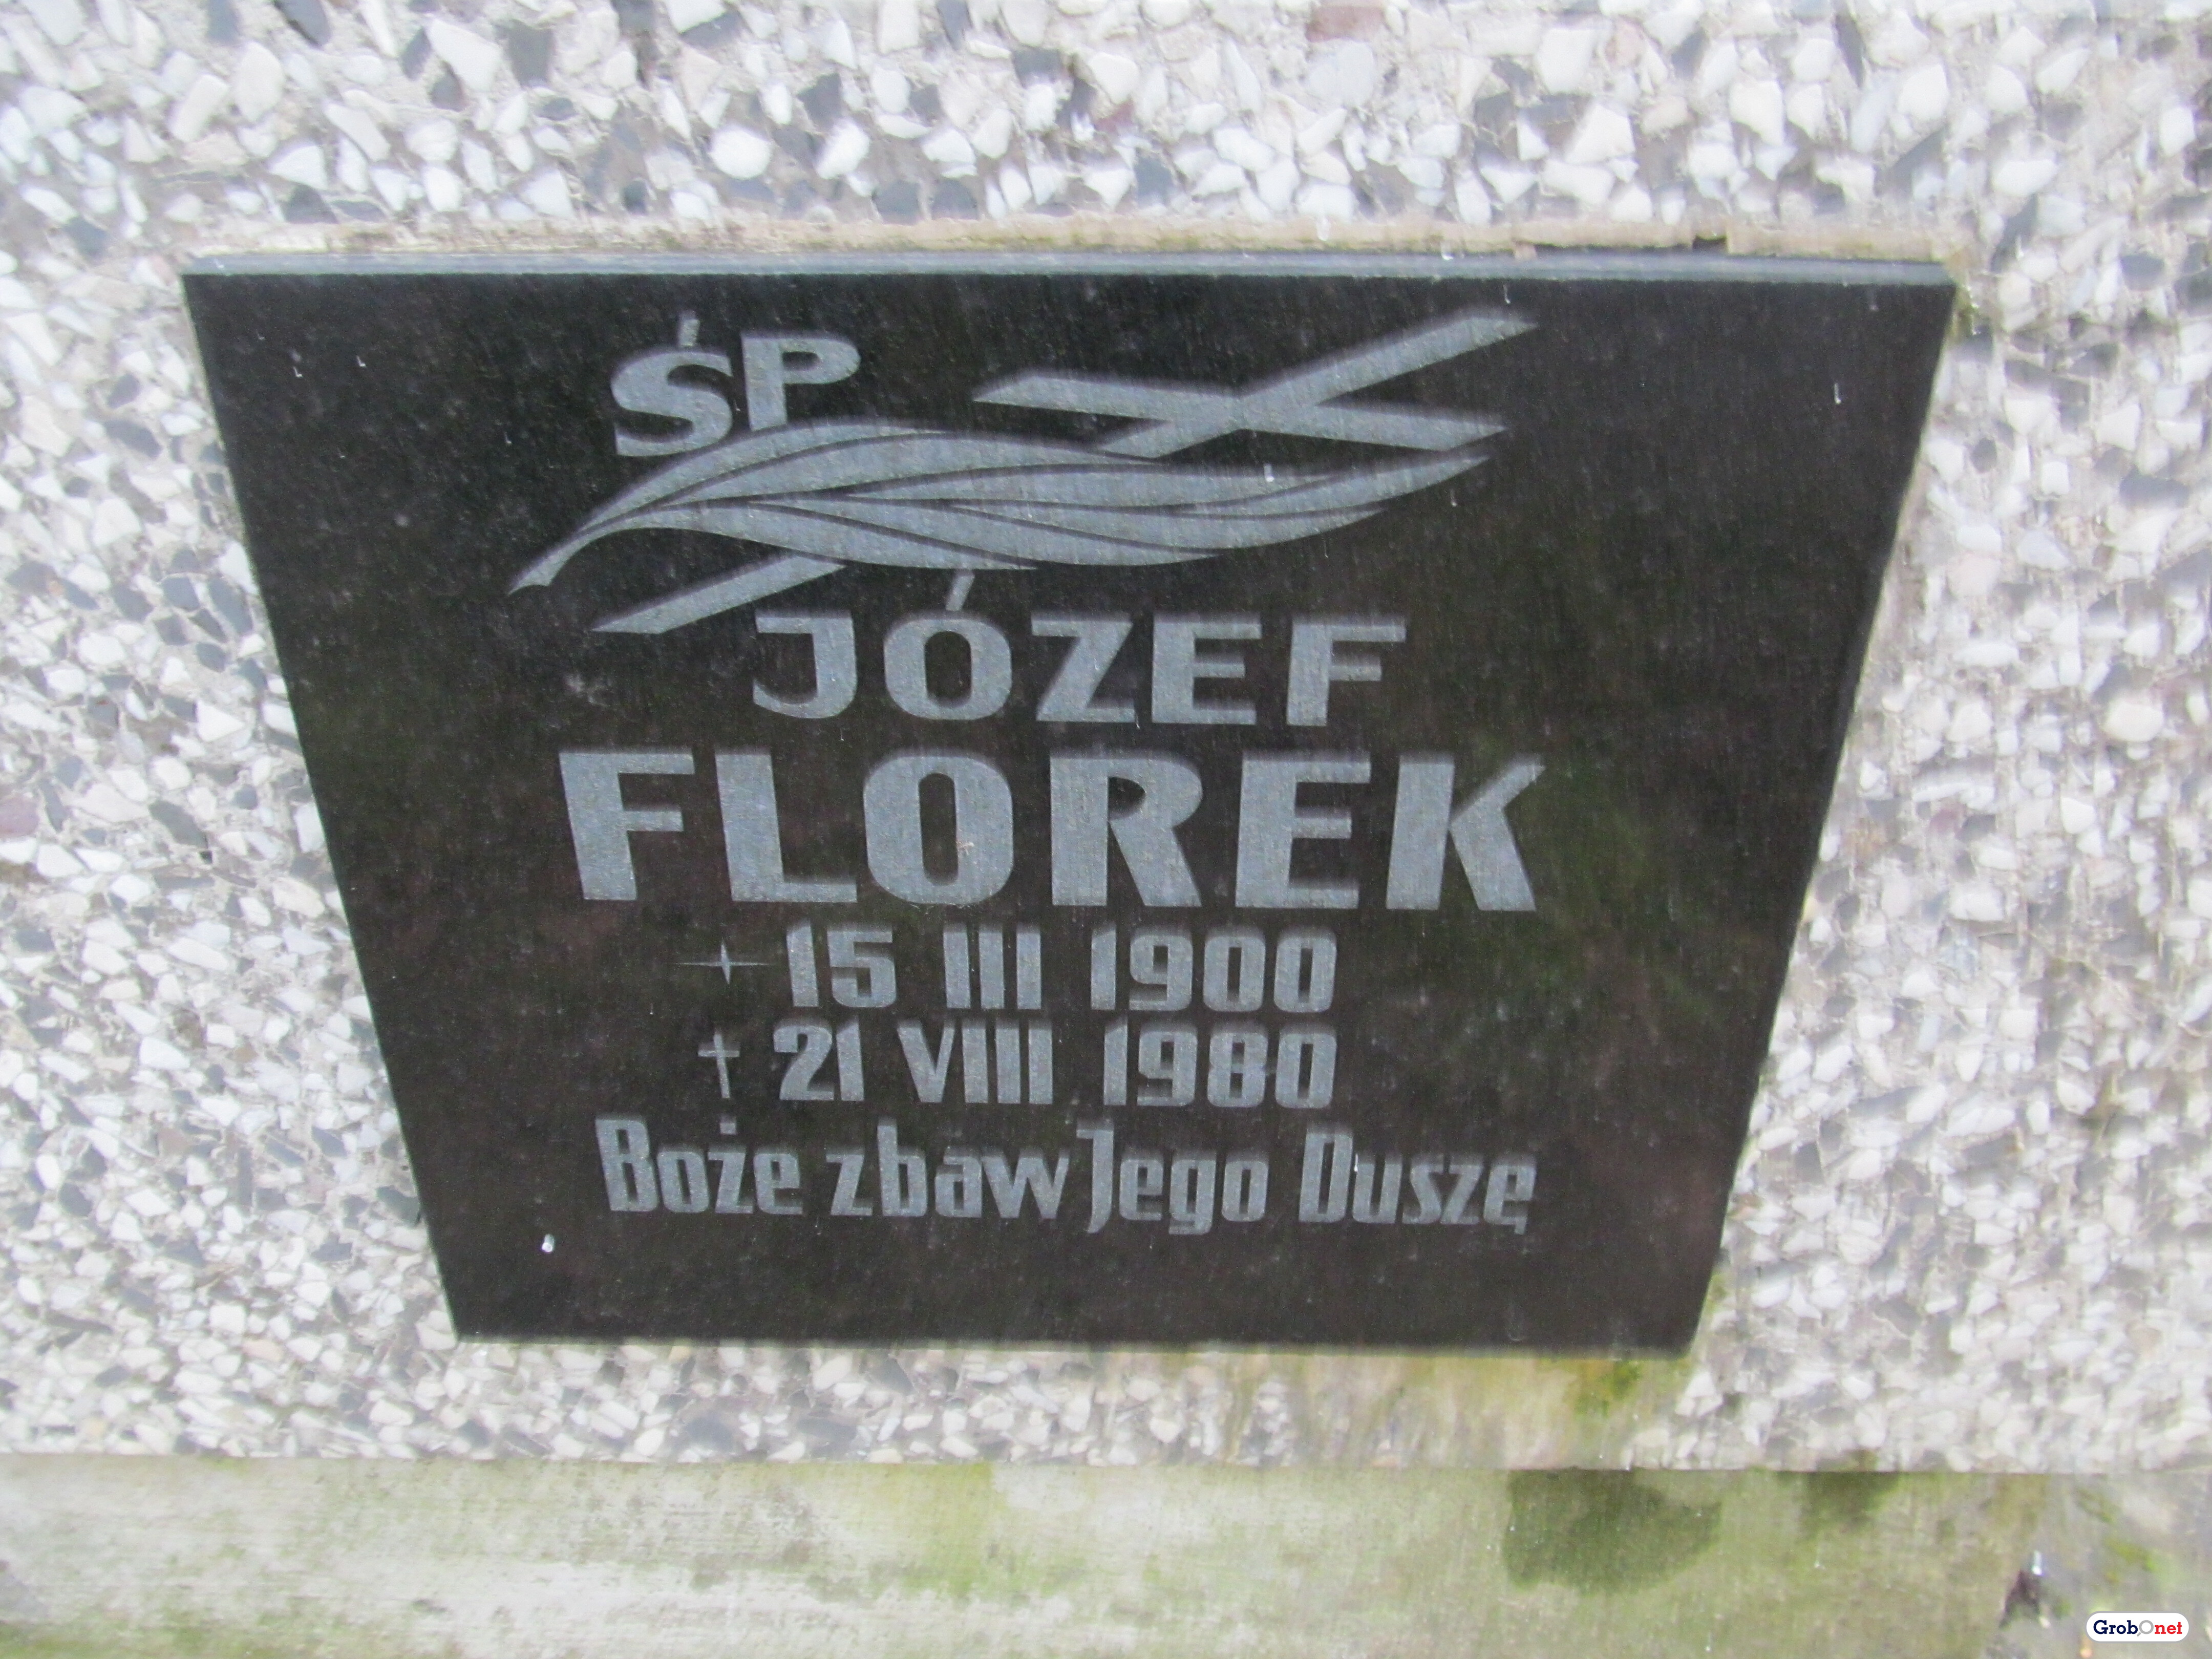 ŚP
JÓZEF
FLOREK
15 III 1900
† 21 VIII 1980
Boże zbaw Jego Duszę
GrobOnet